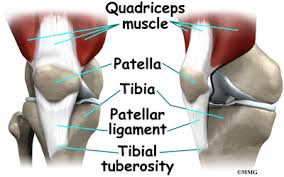 Quadriceps
muscle
Patella
Tibia
Patellar
ligament
Tibial
tuberosity
©MMG